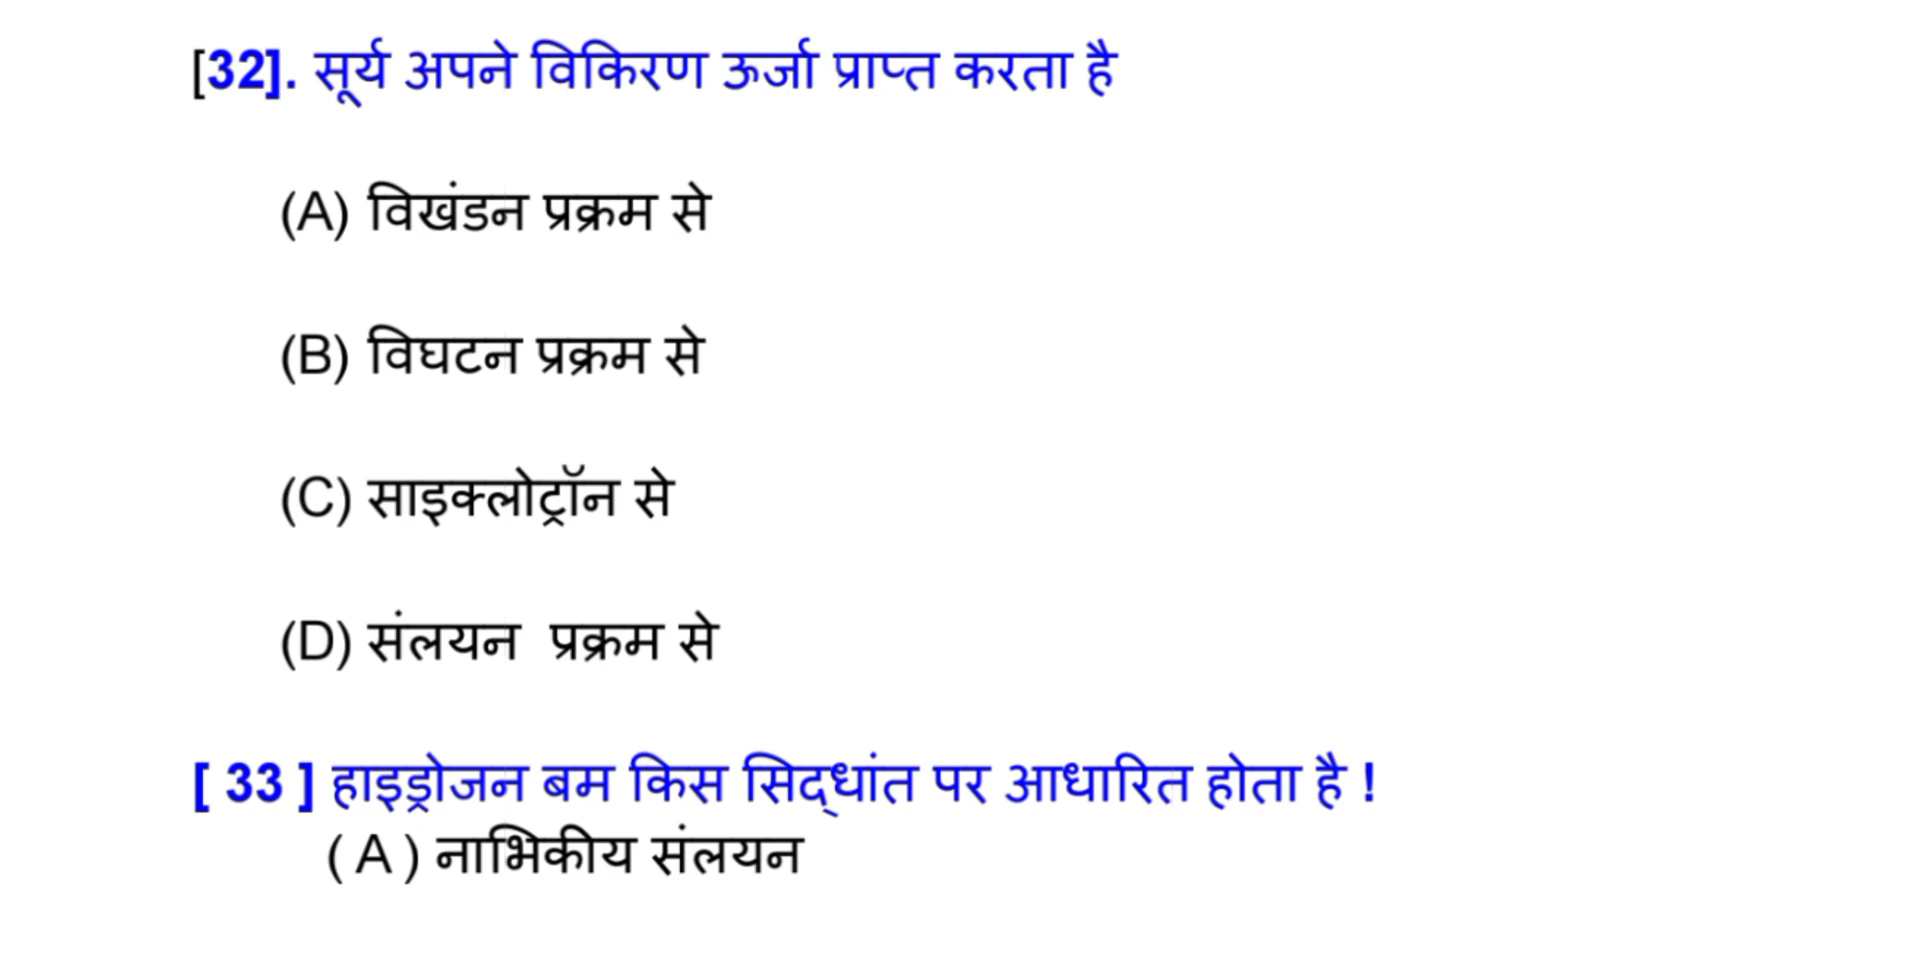 [32]. सूर्य अपने विकिरण ऊर्जा प्राप्त करता है
(A) विखंडन प्रक्रम से
(B) विघटन प्रक्रम से
(C) साइक्लोट्रॉन से
(D) संलयन प्रक्रम से
[ 33 ] हाइड्रोजन बम किस सिद्धांत पर आधारित होता है !
( A ) नाभिकीय संलयन